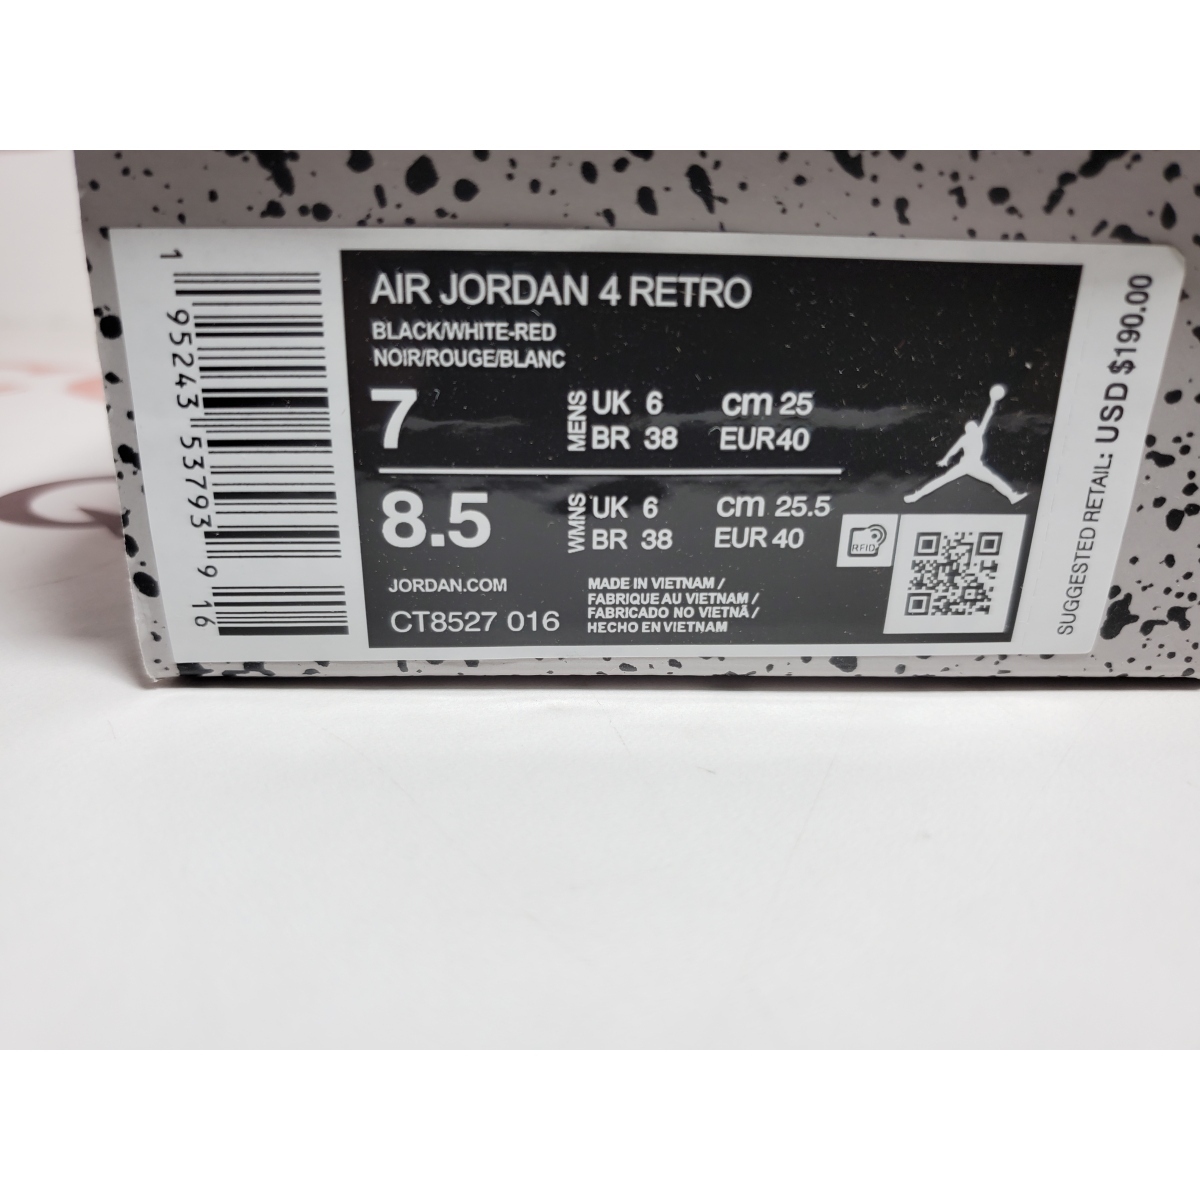 1 95243 53793 9 16
AIR JORDAN 4 RETRO
BLACK/WHITE-RED
NOIR/ROUGE/BLANC
7
MENS
UK 6 cm 25
BR 38 EUR 40
8.5
WMNS
UK 6 cm 25.5
BR 38 EUR 40
RFID
JORDAN.COM
CT8527 016
MADE IN VIETNAM /
FABRIQUE AU VIETNAM /
FABRICADO NO VIETNÃ /
HECHO EN VIETNAM
SUGGESTED RETAIL: USD $190.00